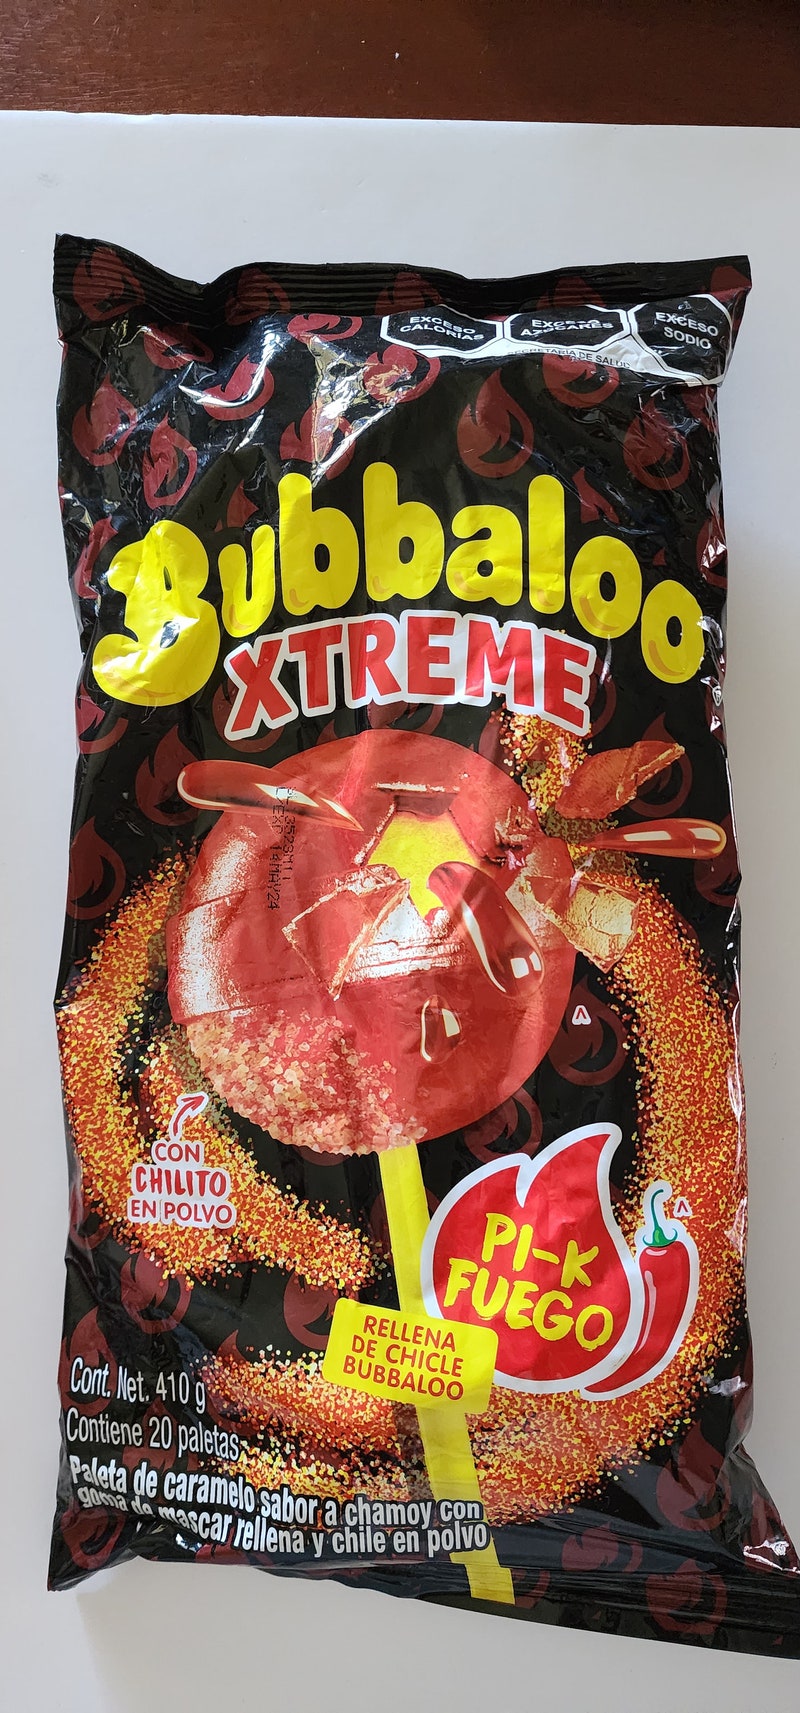 EXCESO
CALORÍAS
EXCESO
AZÚCARES
EXCESO
SODIO
SECRETARÍA DE SALUD
Bubbaloo
XTREME
EXP 14MAY24
CON
CHILITO
EN POLVO
PI-K
FUEGO
RELLENA
DE CHICLE
BUBBALOO
Cont. Net. 410 g
Contiene 20 paletas
Paleta de caramelo sabor a chamoy con
goma de mascar rellena y chile en polvo